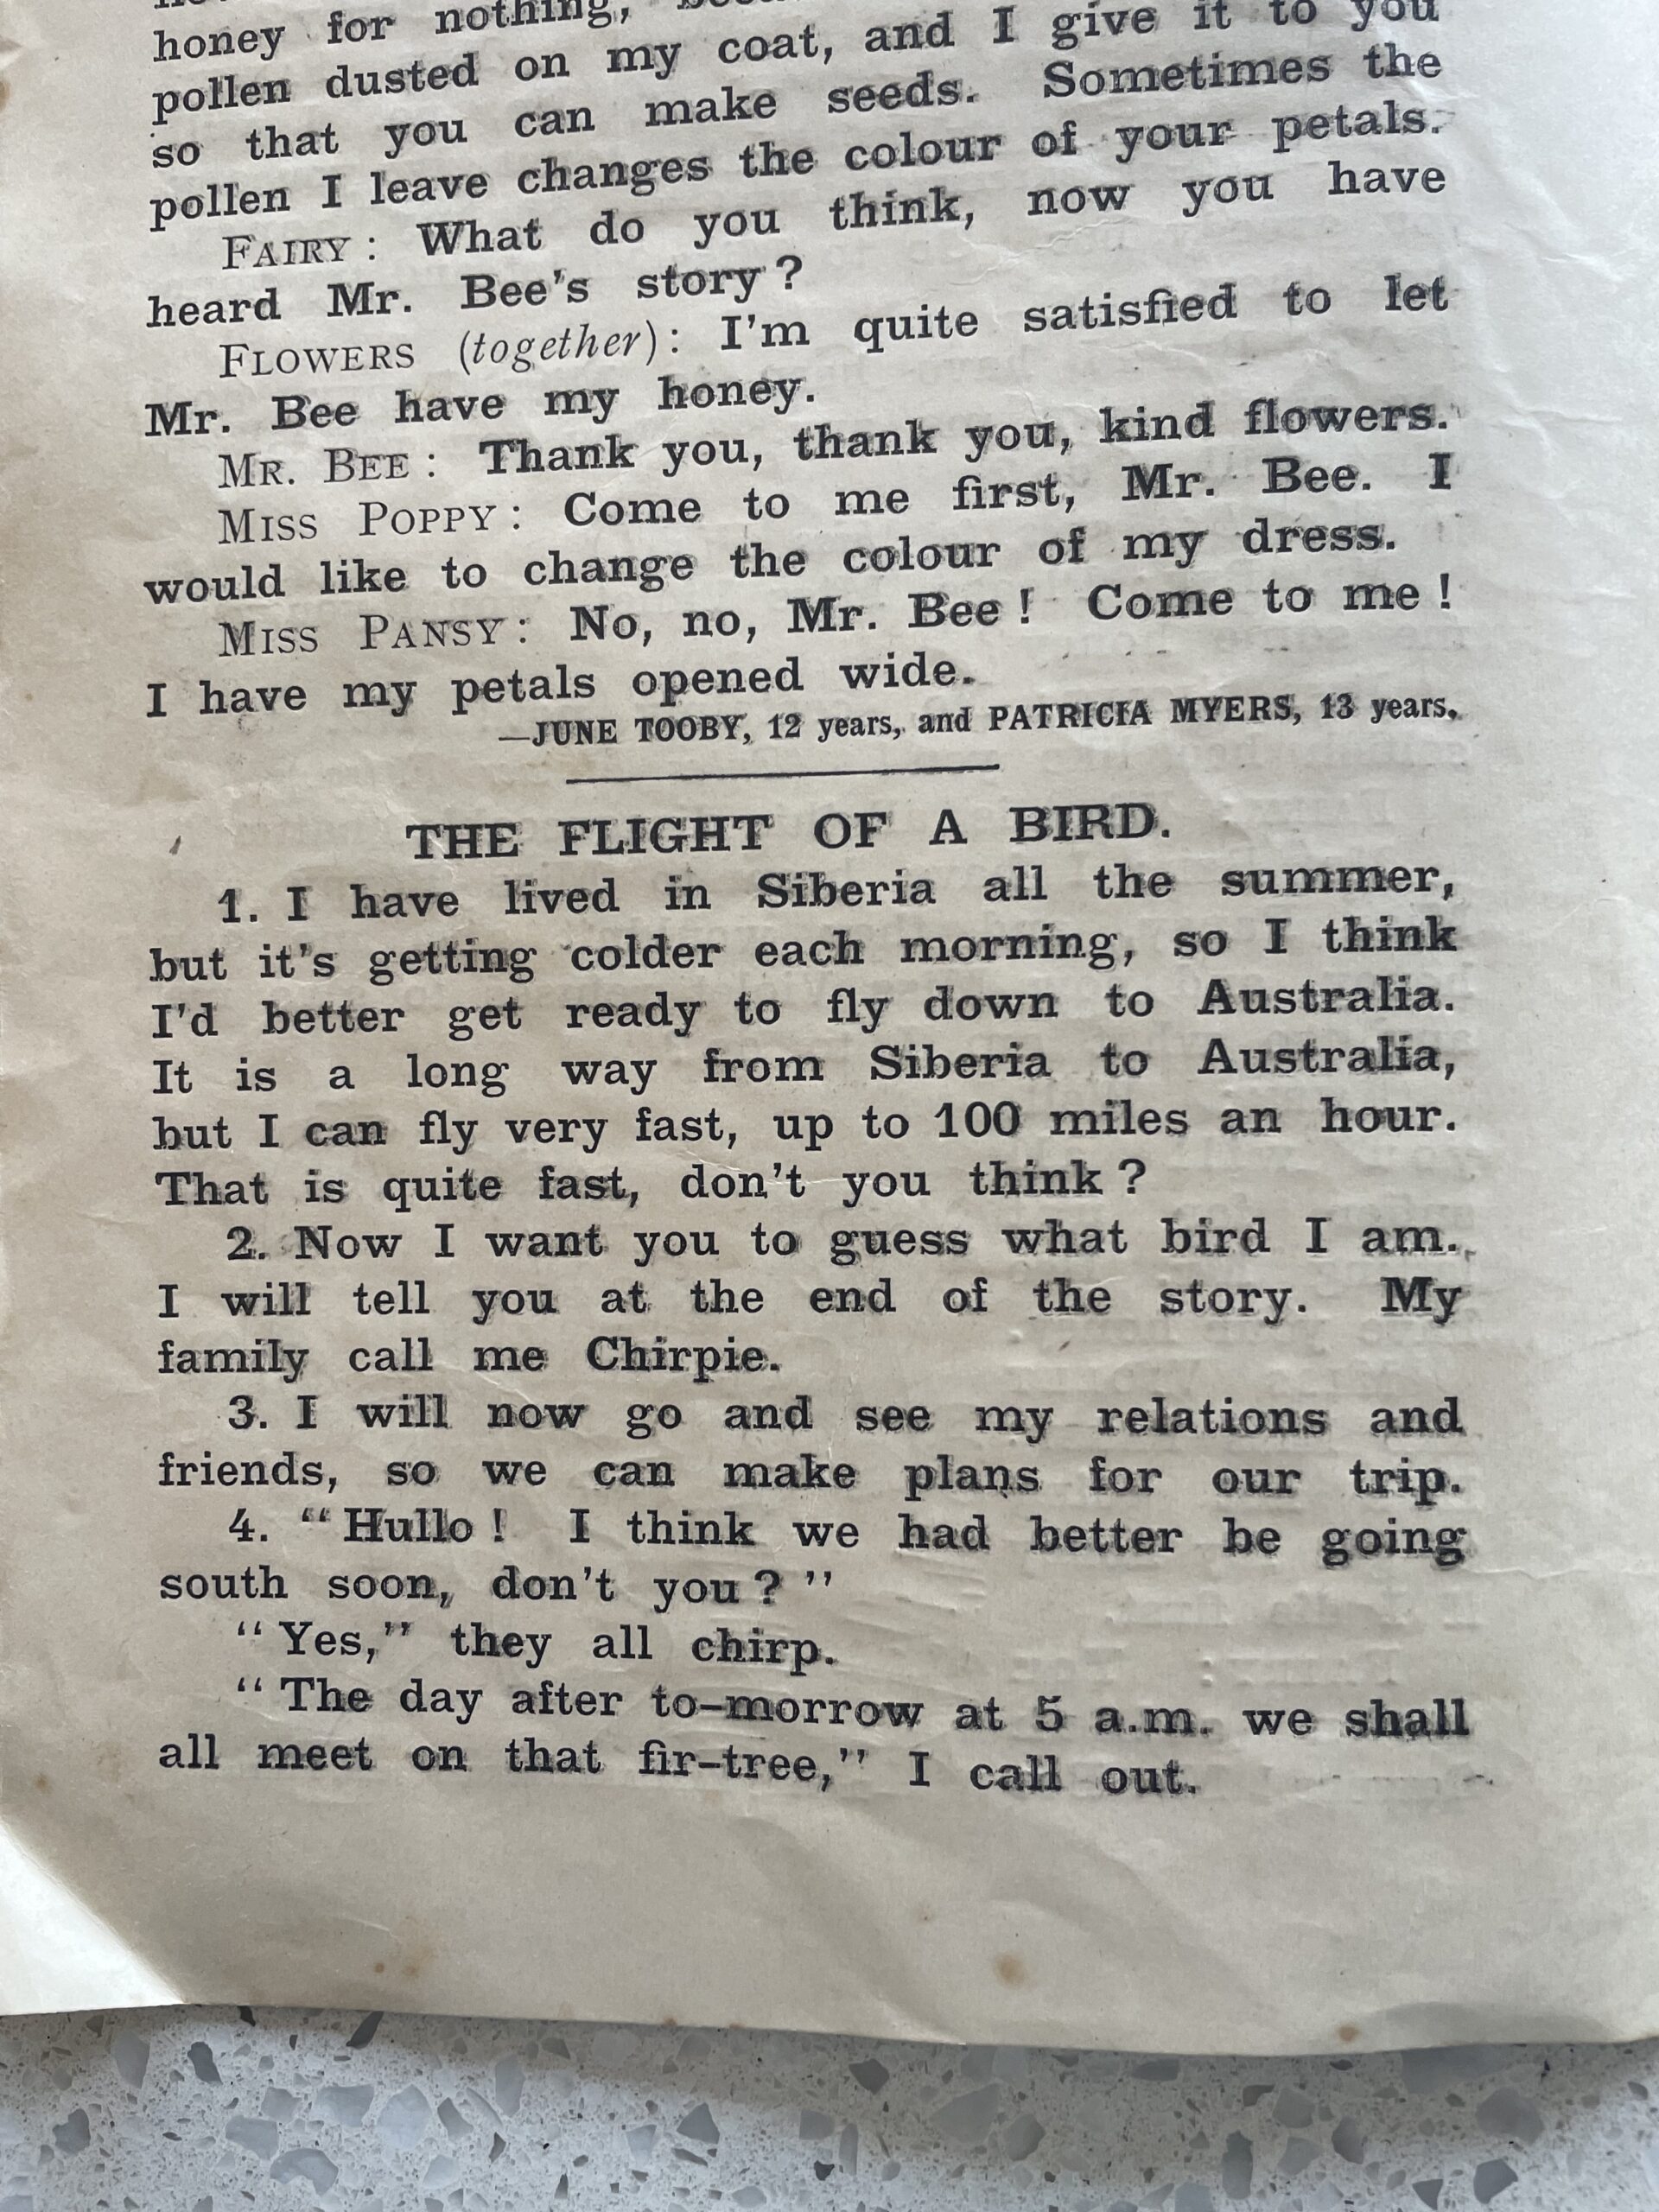 honey for nothing,
pollen dusted on my coat, and I give it to you
so that you can make seeds. Sometimes the
pollen I leave changes the colour of your petals.
FAIRY : What do you think, now you have
heard Mr. Bee's story ?
FLOWERS (together) : I'm quite satisfied to let
Mr. Bee have my honey.
MR. BEE : Thank you, thank you, kind flowers.
MISS POPPY : Come to me first, Mr. Bee. I
would like to change the colour of my dress.
MISS PANSY : No, no, Mr. Bee ! Come to me !
I have my petals opened wide.
—JUNE TOOBY, 12 years, and PATRICIA MYERS, 13 years.
THE FLIGHT OF A BIRD.
1. I have lived in Siberia all the summer,
but it's getting colder each morning, so I think
I'd better get ready to fly down to Australia.
It is a long way from Siberia to Australia,
but I can fly very fast, up to 100 miles an hour.
That is quite fast, don't you think ?
2. Now I want you to guess what bird I am.
I will tell you at the end of the story. My
family call me Chirpie.
3. I will now go and see my relations and
friends, so we can make plans for our trip.
4. “ Hullo ! I think we had better be going
south soon, don't you ? ”
“ Yes,” they all chirp.
“ The day after to-morrow at 5 a.m. we shall
all meet on that fir-tree,” I call out.